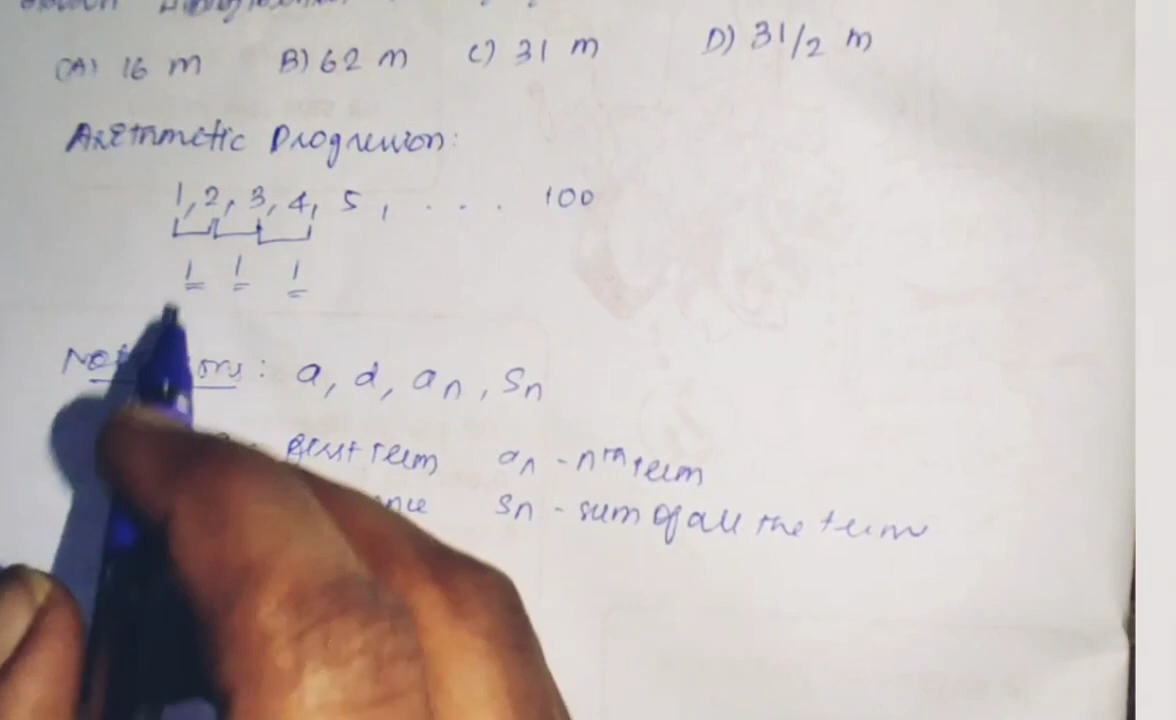 (A) 16 m B) 62 m C) 31 m D) 31/2 m
Arithmetic Progression:
1, 2, 3, 4, 5, . . . . 100
1 1 1
: a, d, an, Sn
first term an - nth term
Sn - sum of all the term